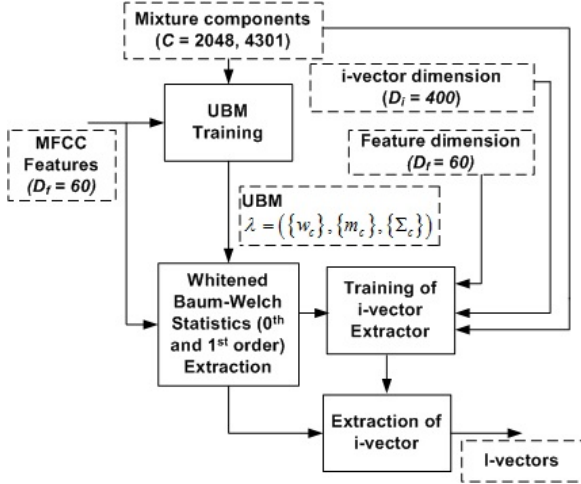 Mixture components
(C = 2048, 4301)
i-vector dimension
(Di = 400)
UBM
Training
MFCC
Features
(Df = 60)
Feature dimension
(Df = 60)
UBM
λ = ({wc}, {mc}, {Σc})
Whitened
Baum-Welch
Statistics (0th
and 1st order)
Extraction
Training of
i-vector
Extractor
Extraction of
i-vector
I-vectors